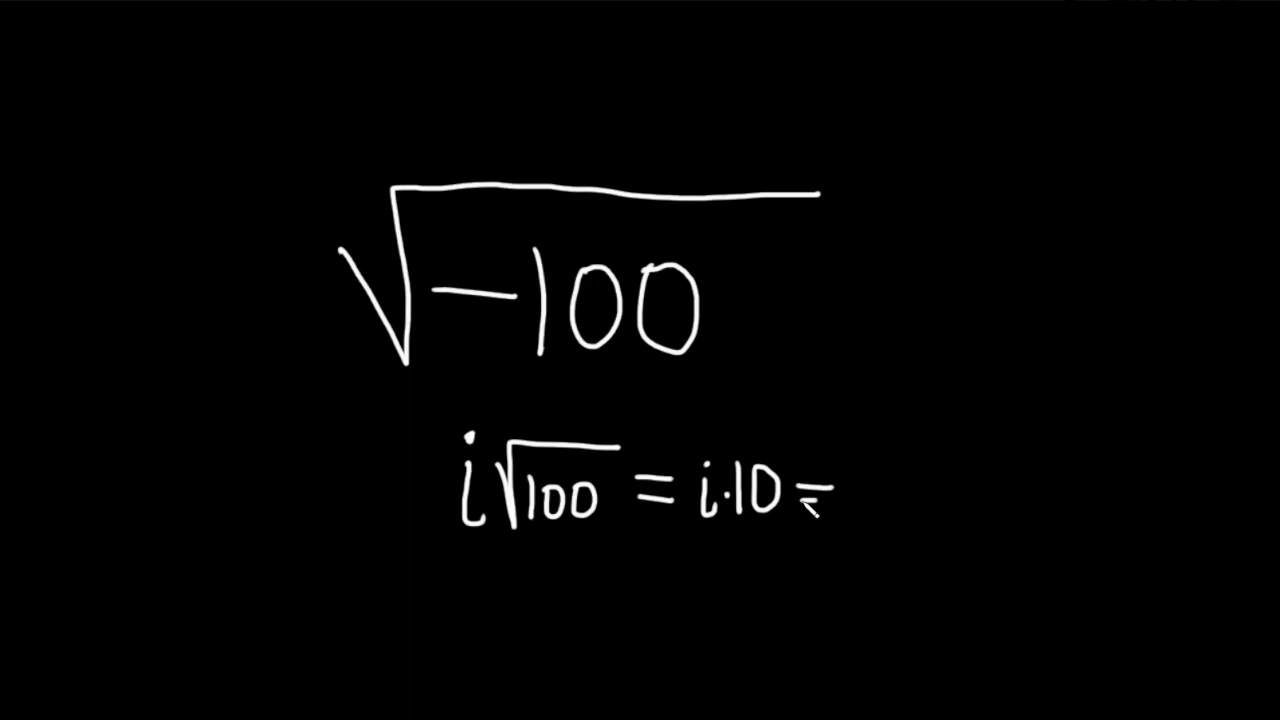 √-100
i√100 = i·10 =